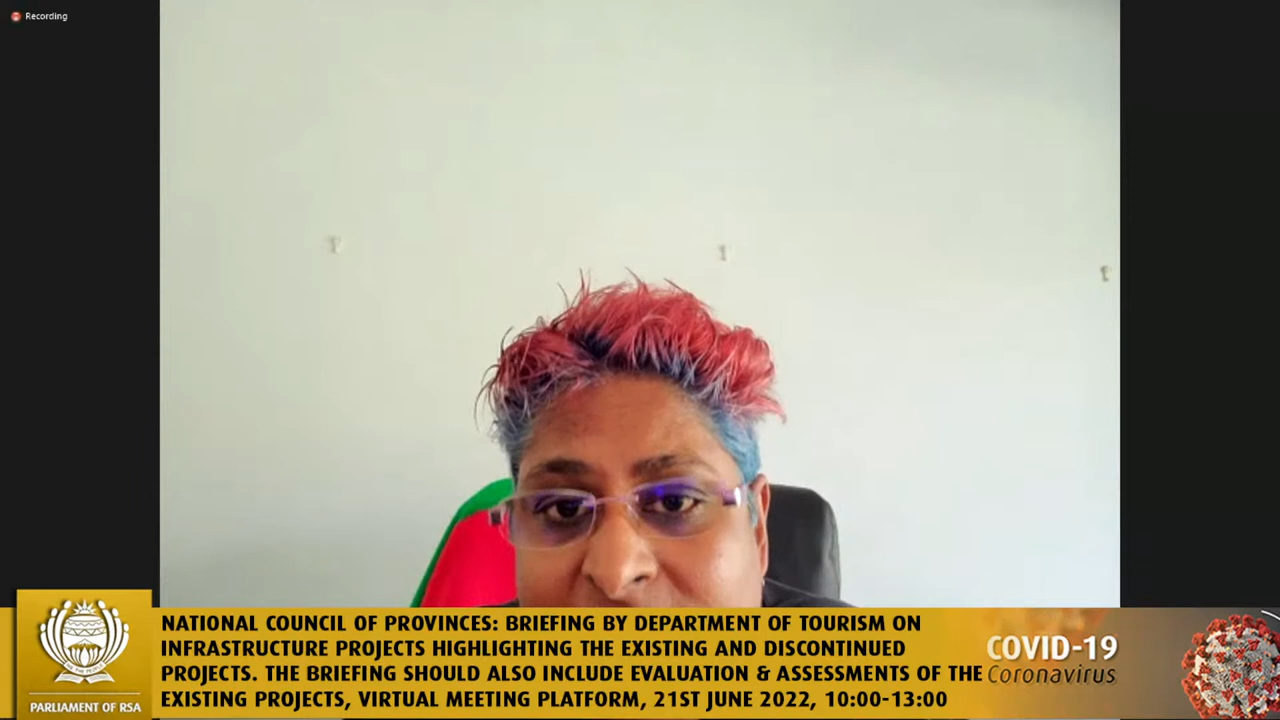 Recording
NATIONAL COUNCIL OF PROVINCES: BRIEFING BY DEPARTMENT OF TOURISM ON
INFRASTRUCTURE PROJECTS HIGHLIGHTING THE EXISTING AND DISCONTINUED
PROJECTS. THE BRIEFING SHOULD ALSO INCLUDE EVALUATION & ASSESSMENTS OF THE
EXISTING PROJECTS, VIRTUAL MEETING PLATFORM, 21ST JUNE 2022, 10:00-13:00
COVID-19
Coronavirus
PARLIAMENT OF RSA